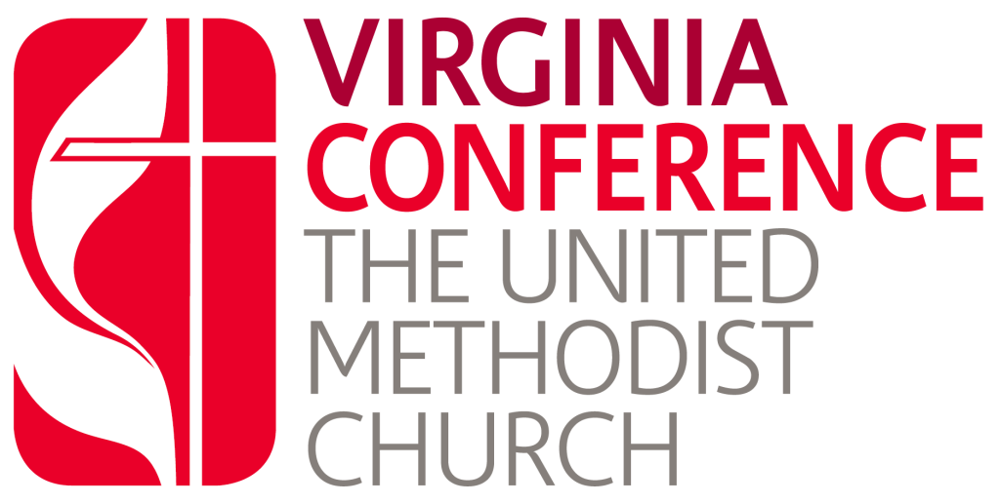 VIRGINIA
CONFERENCE
THE UNITED
METHODIST
CHURCH